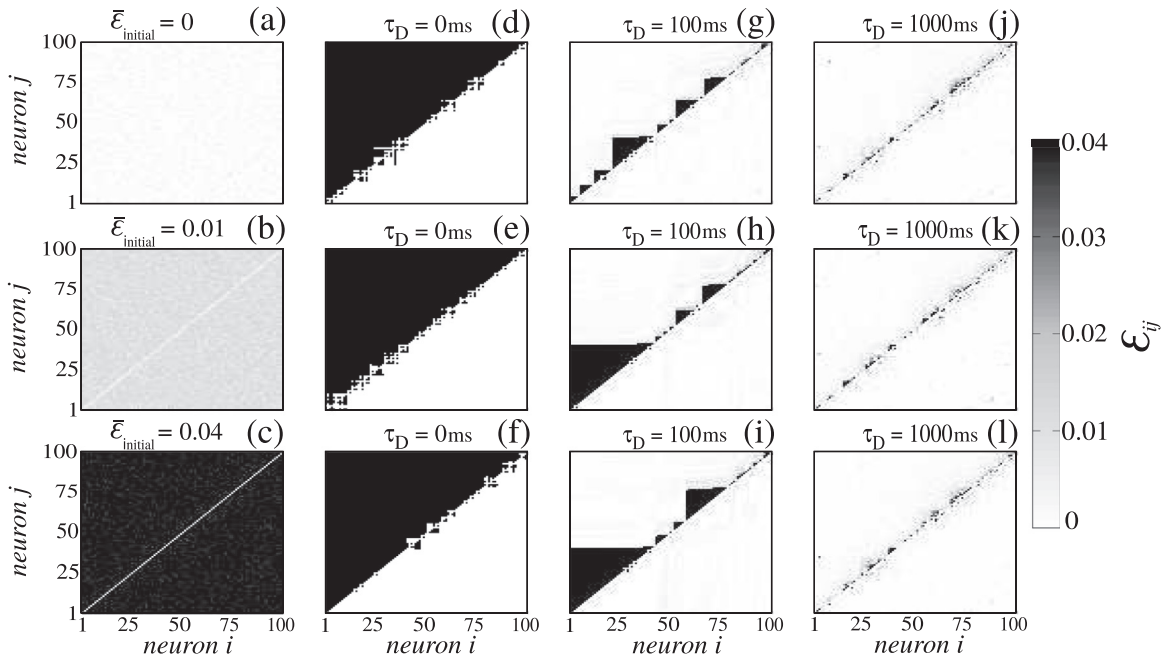 ε̄initial = 0 (a)
τD = 0ms (d)
τD = 100ms (g)
τD = 1000ms (j)
100
75
50
25
1
neuron j
ε̄initial = 0.01 (b)
τD = 0ms (e)
τD = 100ms (h)
τD = 1000ms (k)
100
75
50
25
1
neuron j
ε̄initial = 0.04 (c)
τD = 0ms (f)
τD = 100ms (i)
τD = 1000ms (l)
100
75
50
25
1
neuron j
1 25 50 75 100
25 50 75 100
1 25 50 75 100
1 25 50 75 100
neuron i
neuron i
neuron i
neuron i
0.04
0.03
0.02
0.01
0
εij